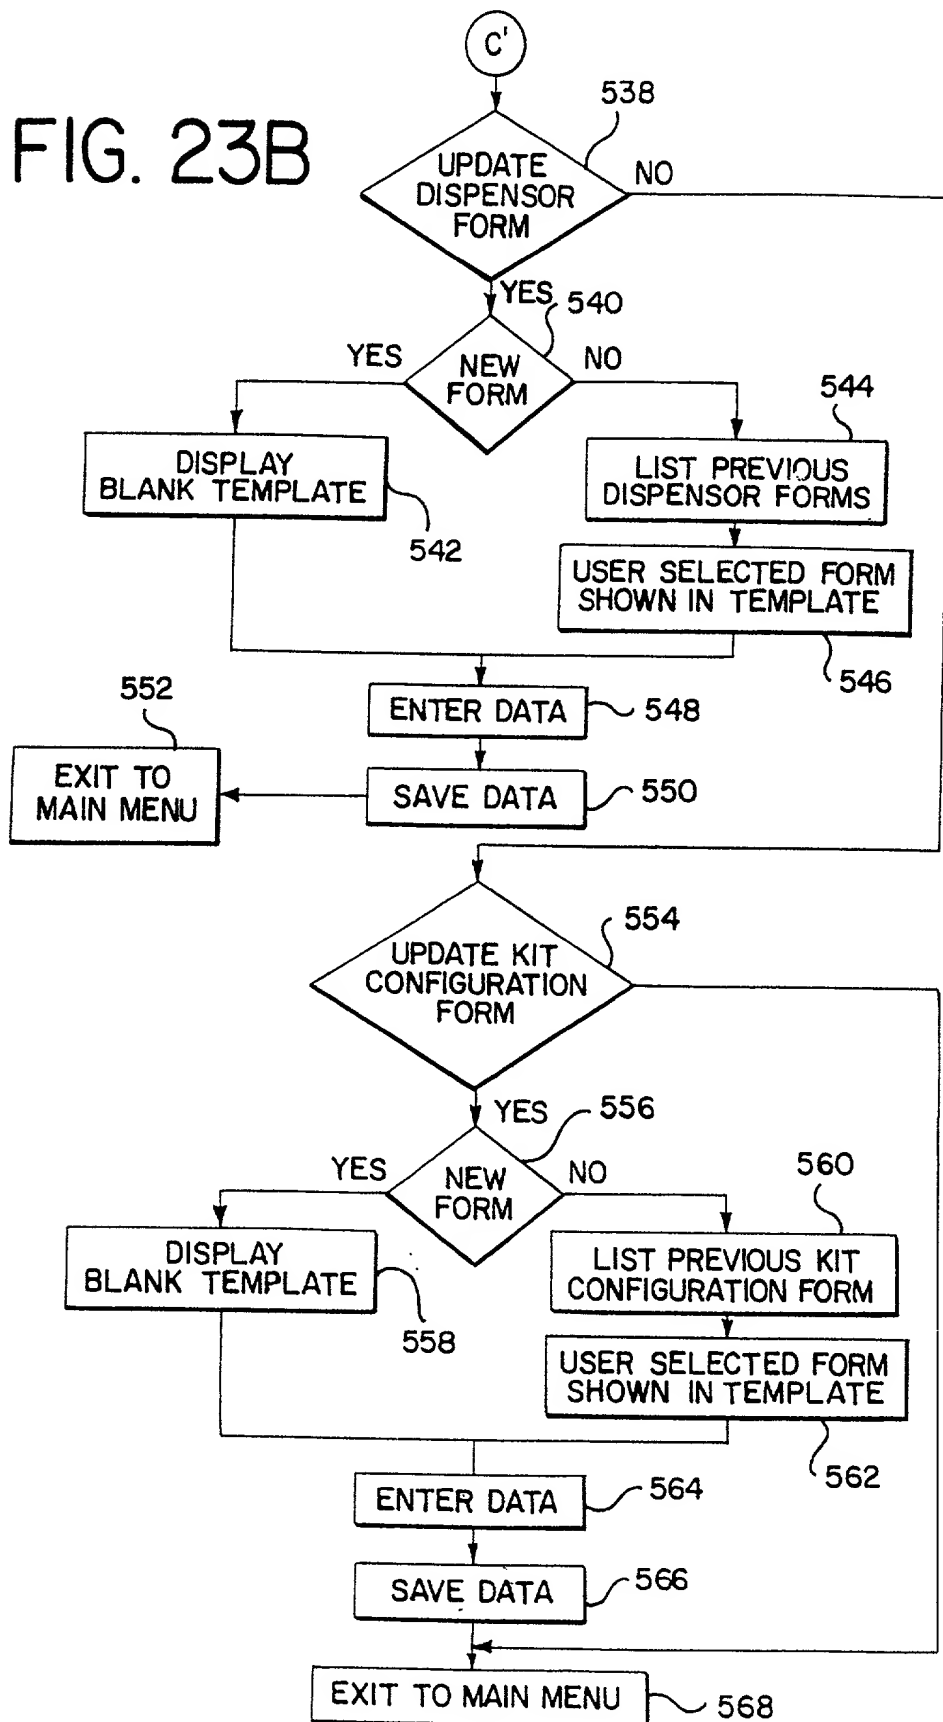 C'
FIG. 23B
538
UPDATE
DISPENSOR
FORM
NO
YES
540
YES
NEW
FORM
NO
544
DISPLAY
BLANK TEMPLATE
542
LIST PREVIOUS
DISPENSOR FORMS
USER SELECTED FORM
SHOWN IN TEMPLATE
546
552
ENTER DATA
548
EXIT TO
MAIN MENU
SAVE DATA
550
554
UPDATE KIT
CONFIGURATION
FORM
YES
556
YES
NEW
FORM
NO
560
DISPLAY
BLANK TEMPLATE
558
LIST PREVIOUS KIT
CONFIGURATION FORM
USER SELECTED FORM
SHOWN IN TEMPLATE
562
ENTER DATA
564
SAVE DATA
566
EXIT TO MAIN MENU
568